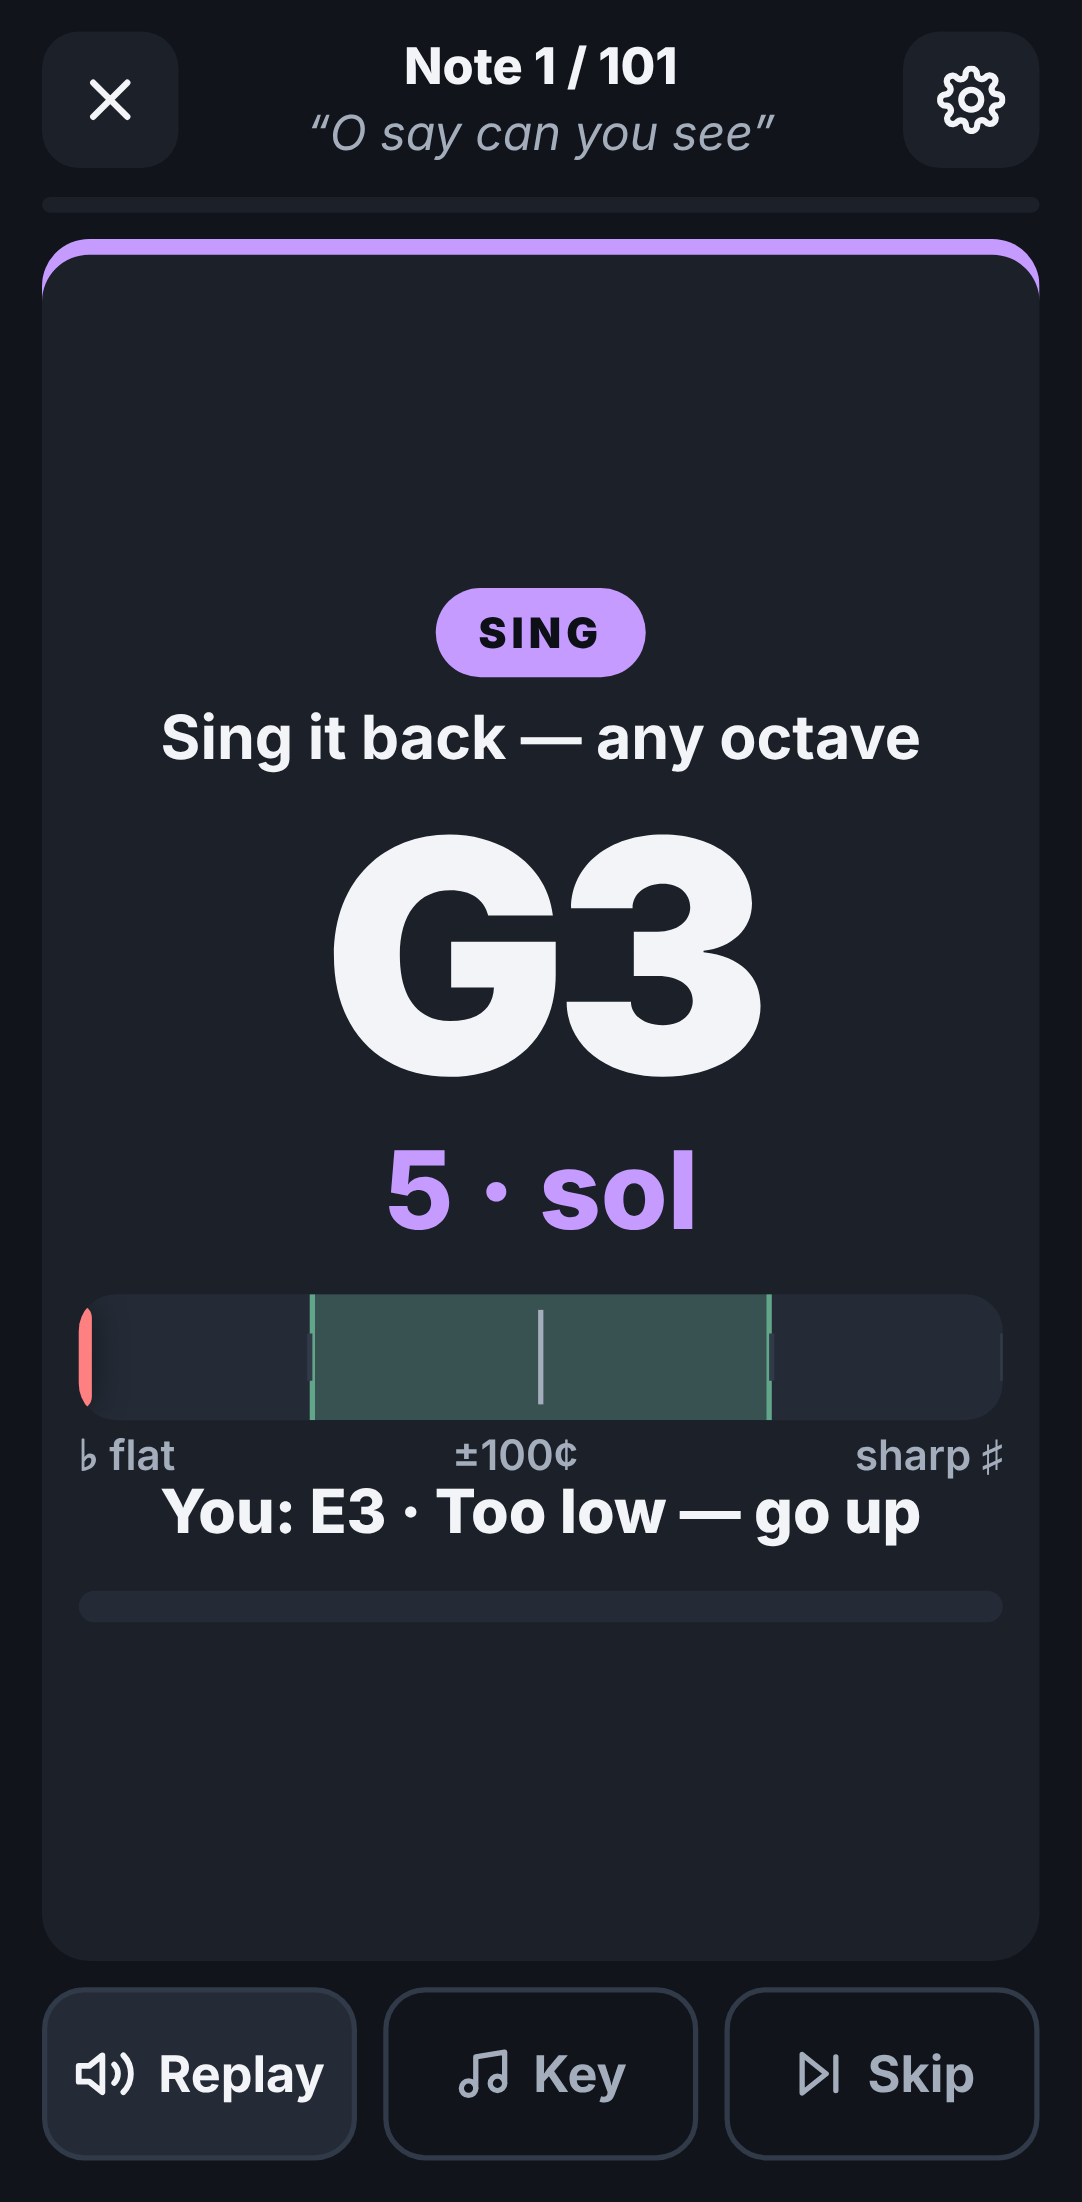 Note 1 / 101
“O say can you see”
SING
Sing it back — any octave
G3
5 · sol
♭ flat ±100¢ sharp ♯
You: E3 · Too low — go up
Replay Key Skip